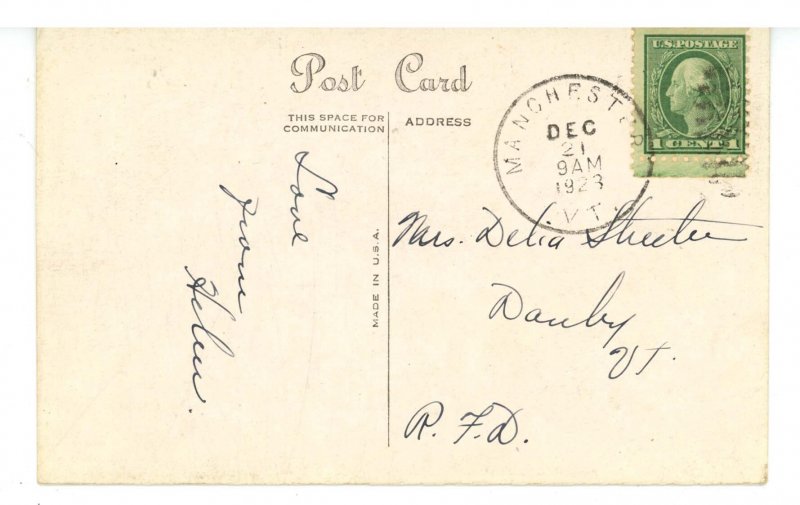 Post Card
THIS SPACE FOR
COMMUNICATION
ADDRESS
U.S. POSTAGE
1 CENT 1
MANCHESTER
DEC
21
9AM
1923
VT.
Love
from
Helen.
MADE IN U.S.A.
Mrs. Delia Streeter
Danby
Vt.
R.F.D.